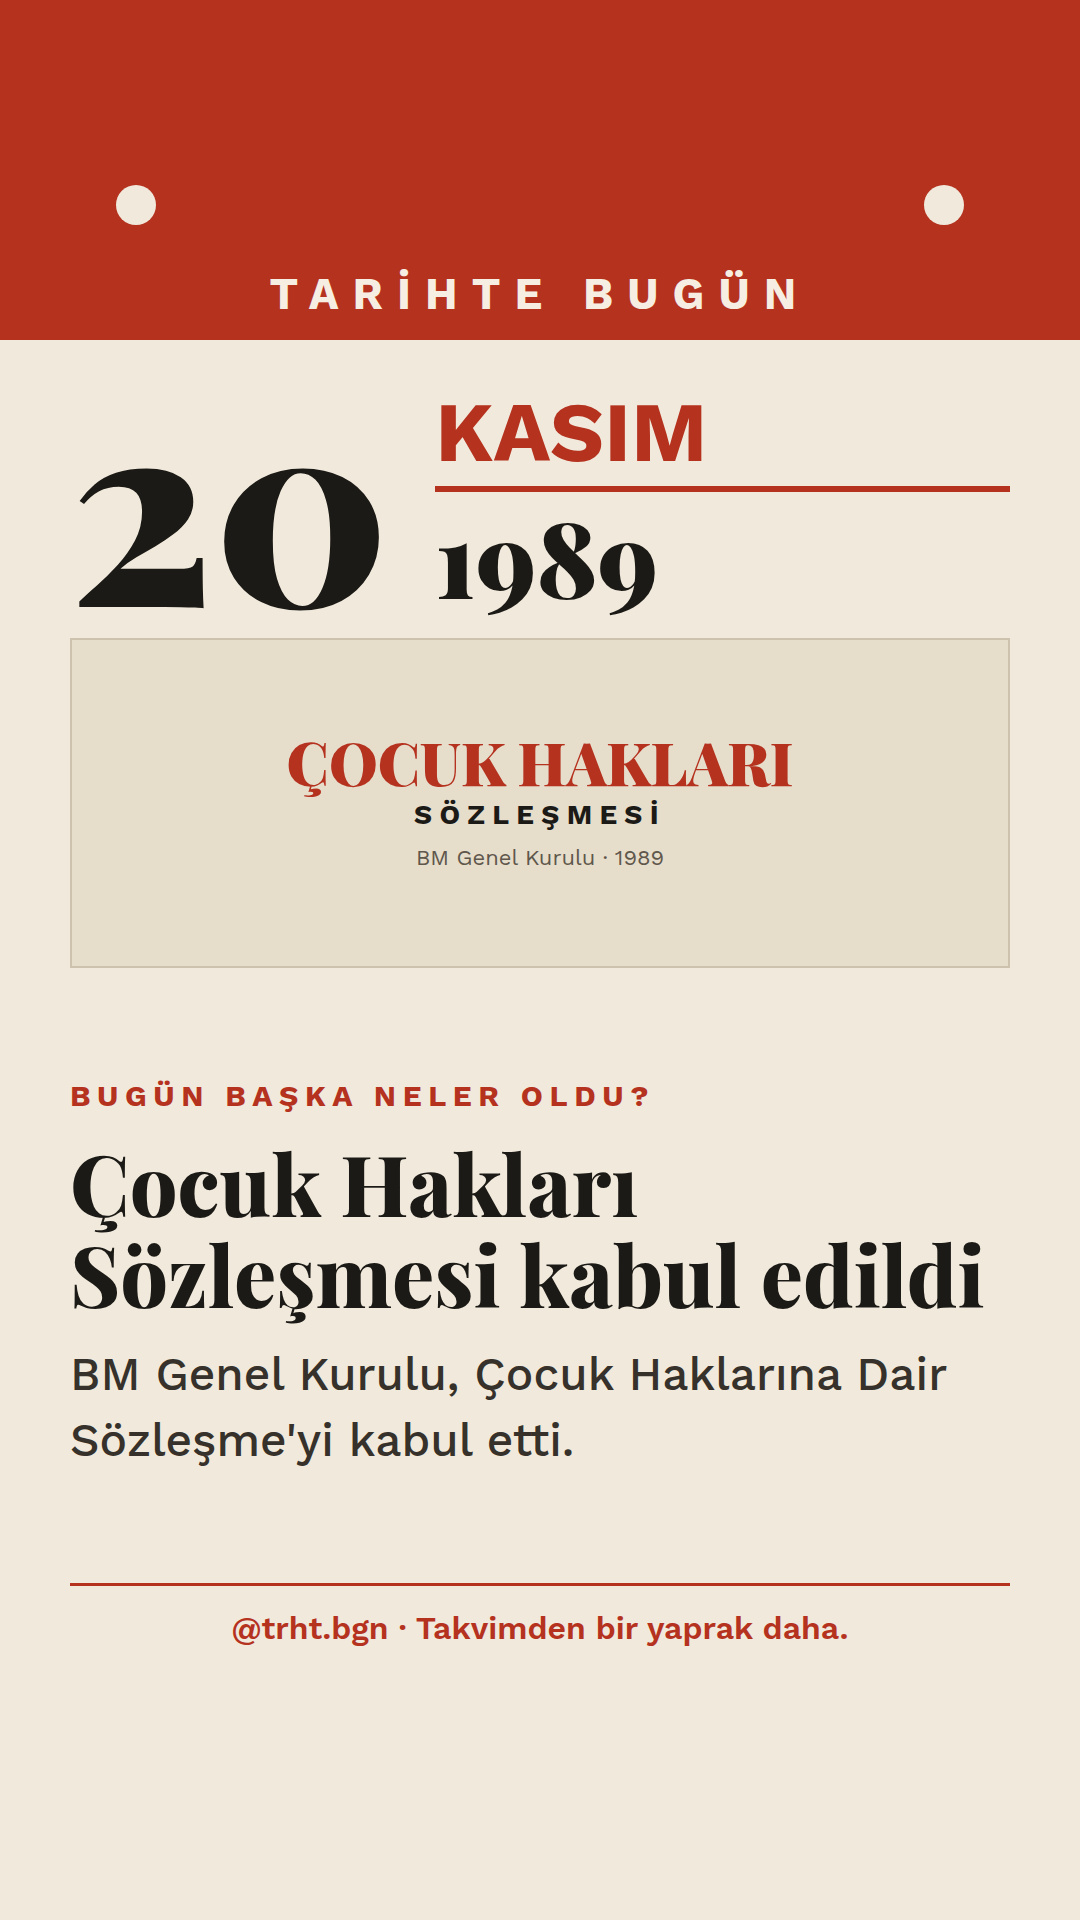 TARİHTE BUGÜN
20
KASIM
1989
ÇOCUK HAKLARI
SÖZLEŞMESİ
BM Genel Kurulu · 1989
BUGÜN BAŞKA NELER OLDU?
Çocuk Hakları
Sözleşmesi kabul edildi
BM Genel Kurulu, Çocuk Haklarına Dair
Sözleşme'yi kabul etti.
@trht.bgn · Takvimden bir yaprak daha.